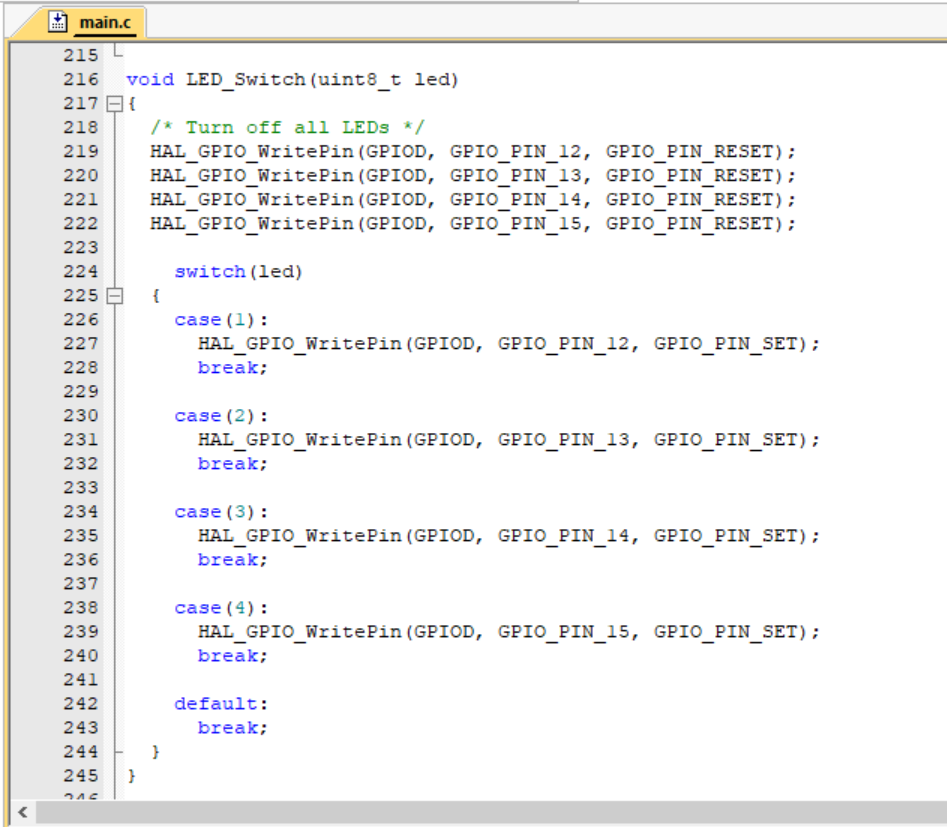 main.c
215
216 void LED_Switch(uint8_t led)
217 {
218 /* Turn off all LEDs */
219 HAL_GPIO_WritePin(GPIOD, GPIO_PIN_12, GPIO_PIN_RESET);
220 HAL_GPIO_WritePin(GPIOD, GPIO_PIN_13, GPIO_PIN_RESET);
221 HAL_GPIO_WritePin(GPIOD, GPIO_PIN_14, GPIO_PIN_RESET);
222 HAL_GPIO_WritePin(GPIOD, GPIO_PIN_15, GPIO_PIN_RESET);
223
224 switch(led)
225 {
226 case(1):
227 HAL_GPIO_WritePin(GPIOD, GPIO_PIN_12, GPIO_PIN_SET);
228 break;
229
230 case(2):
231 HAL_GPIO_WritePin(GPIOD, GPIO_PIN_13, GPIO_PIN_SET);
232 break;
233
234 case(3):
235 HAL_GPIO_WritePin(GPIOD, GPIO_PIN_14, GPIO_PIN_SET);
236 break;
237
238 case(4):
239 HAL_GPIO_WritePin(GPIOD, GPIO_PIN_15, GPIO_PIN_SET);
240 break;
241
242 default:
243 break;
244 }
245 }